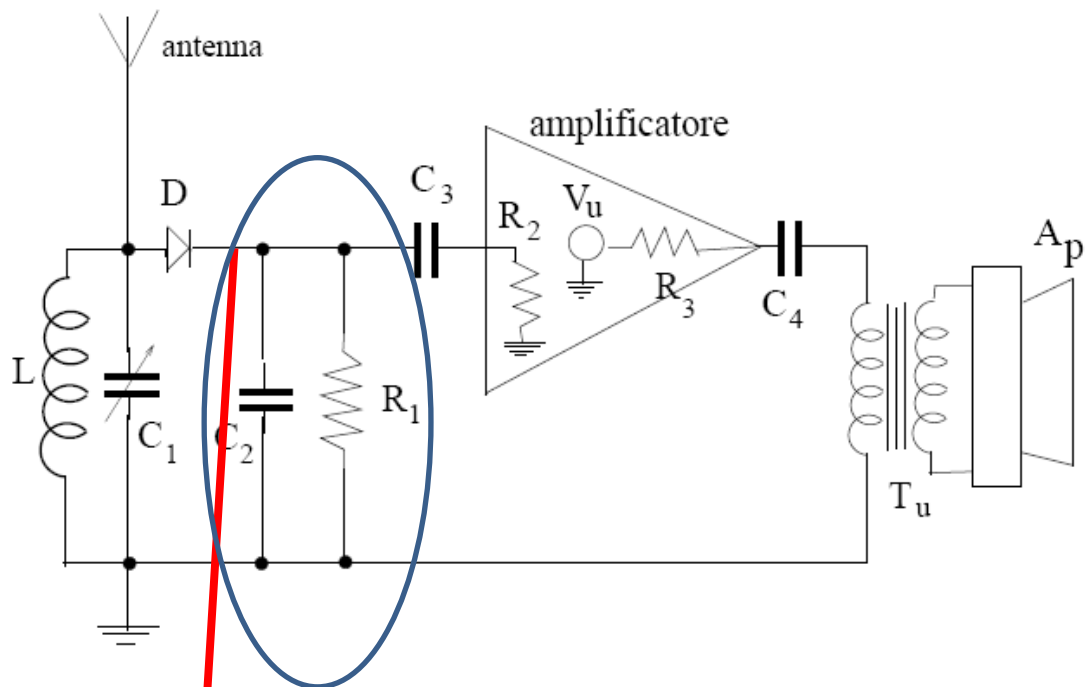 antenna
amplificatore
D
C3
R2
Vu
R3
C4
Ap
L
C1
C2
R1
Tu